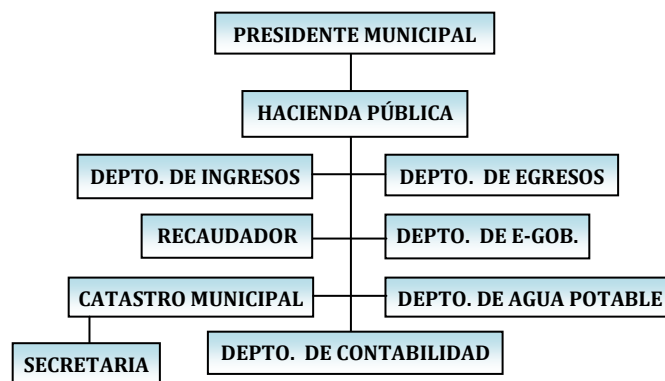 PRESIDENTE MUNICIPAL
HACIENDA PÚBLICA
DEPTO. DE INGRESOS
DEPTO. DE EGRESOS
RECAUDADOR
DEPTO. DE E-GOB.
CATASTRO MUNICIPAL
DEPTO. DE AGUA POTABLE
SECRETARIA
DEPTO. DE CONTABILIDAD